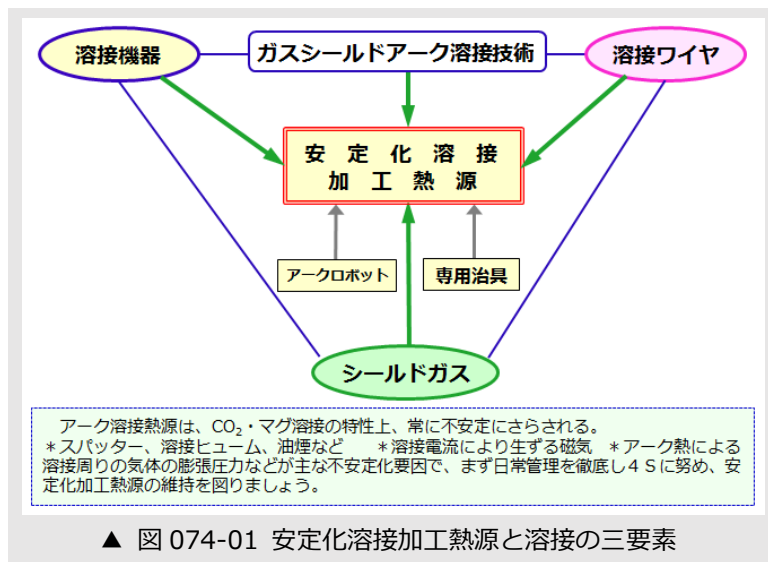 溶接機器
ガスシールドアーク溶接技術
溶接ワイヤ
安定化溶接
加工熱源
アークロボット
専用治具
シールドガス
アーク溶接熱源は、CO₂・マグ溶接の特性上、常に不安定にさらされる。
＊スパッター、溶接ヒューム、油煙など　＊溶接電流により生ずる磁気　＊アーク熱による
溶接周りの気体の膨張圧力などが主な不安定化要因で、まず日常管理を徹底し４Ｓに努め、安
定化加工熱源の維持を図りましょう。
▲ 図 074-01 安定化溶接加工熱源と溶接の三要素